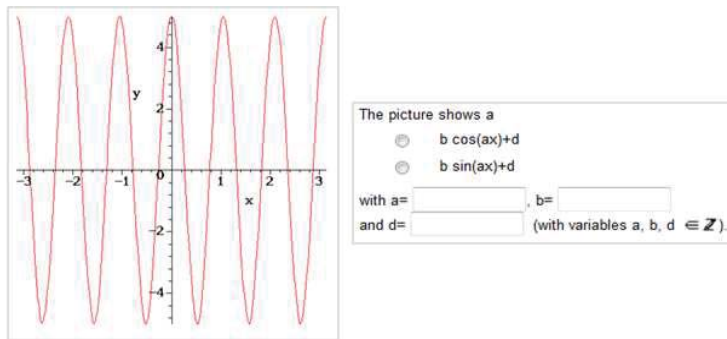 4
y
2
-3 -2 -1 0 1 2 3
x
-2
-4
The picture shows a
b cos(ax)+d
b sin(ax)+d
with a= , b=
and d= (with variables a, b, d ∈ ℤ).